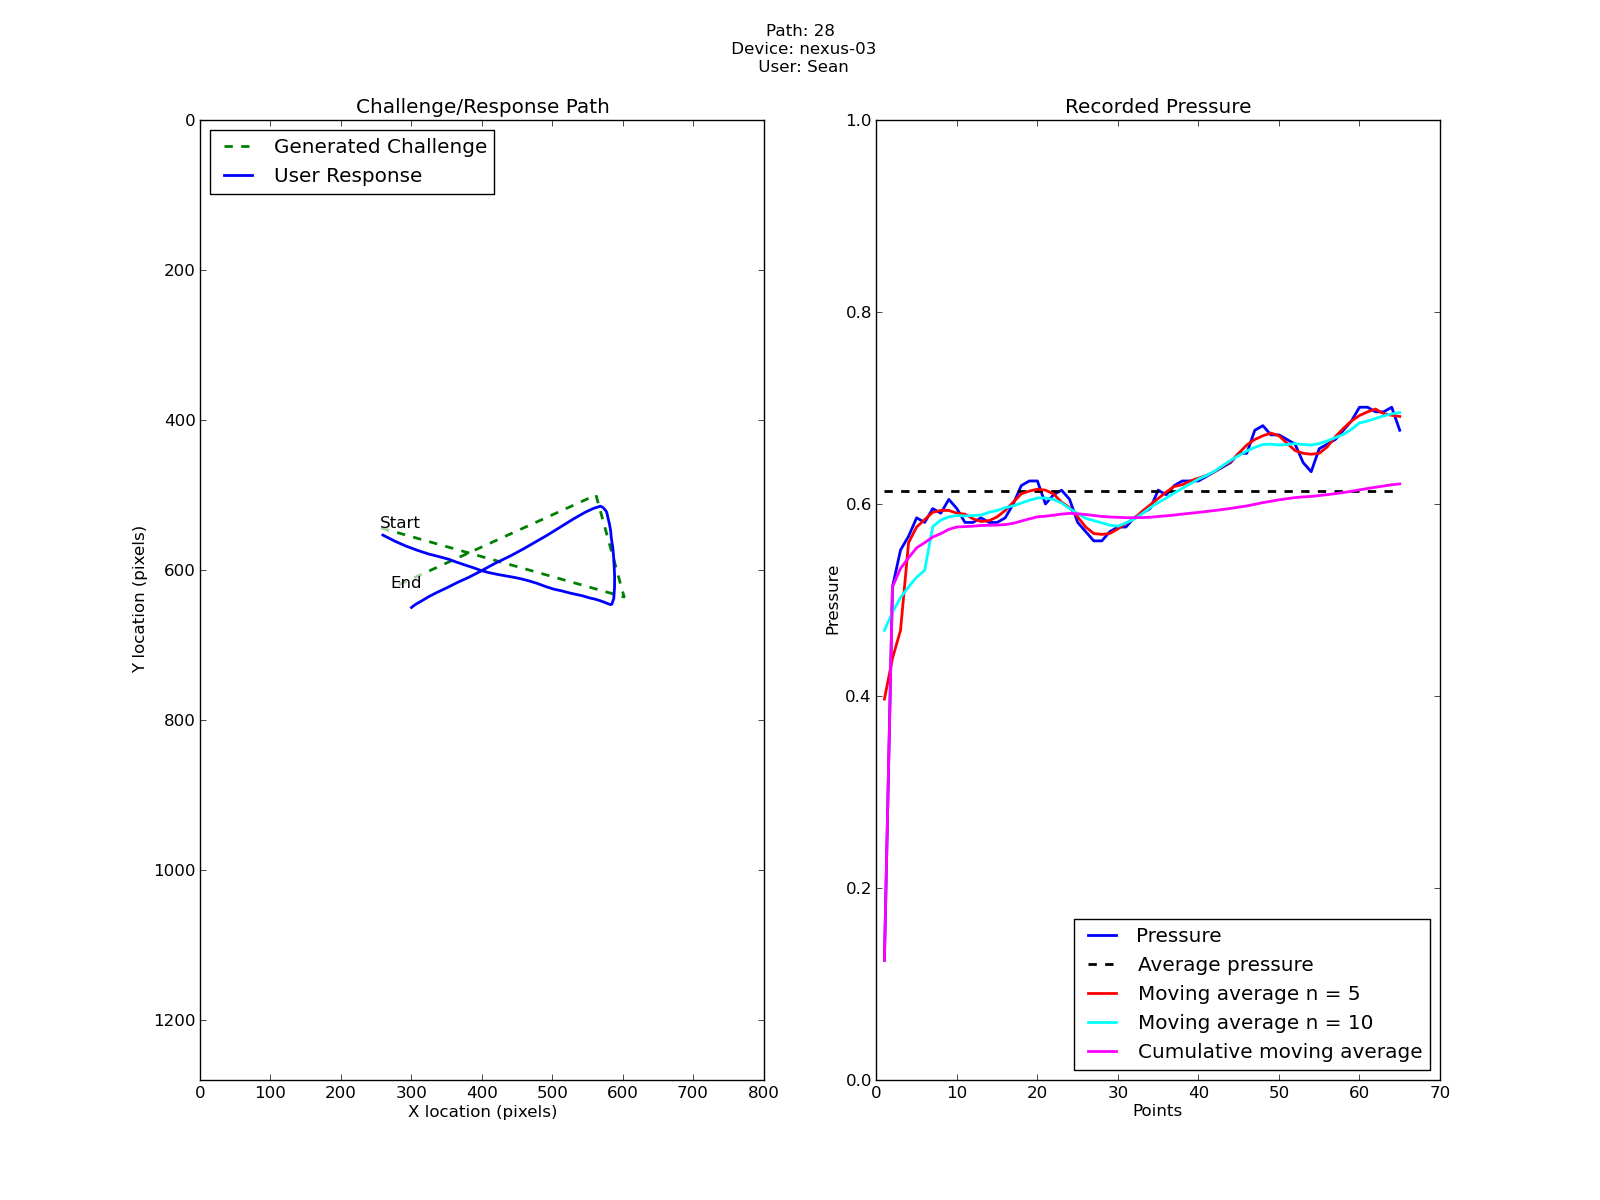 Path: 28
Device: nexus-03
User: Sean
Challenge/Response Path
Generated Challenge
User Response
0
200
400
600
800
1000
1200
Y location (pixels)
Start
End
0 100 200 300 400 500 600 700 800
X location (pixels)
Recorded Pressure
1.0
0.8
0.6
0.4
0.2
0.0
Pressure
Pressure
Average pressure
Moving average n = 5
Moving average n = 10
Cumulative moving average
0 10 20 30 40 50 60 70
Points